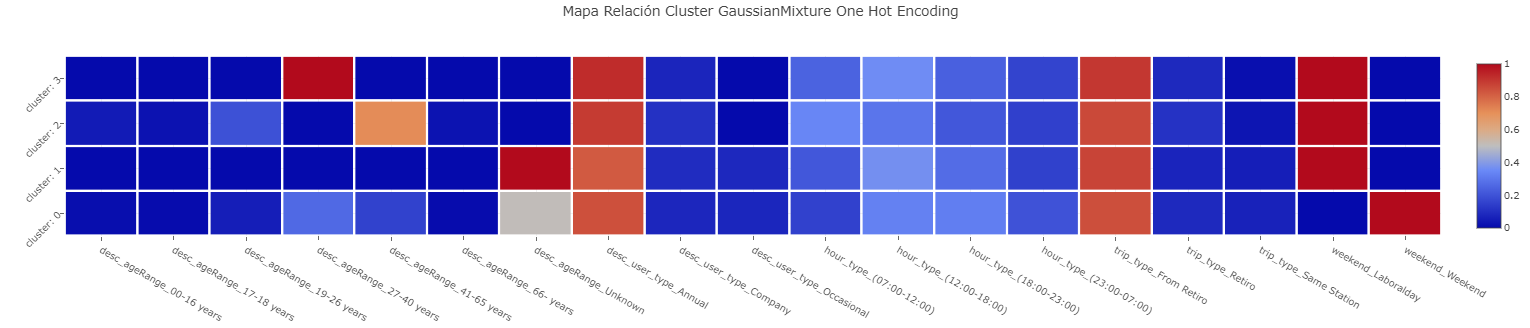 Mapa Relación Cluster GaussianMixture One Hot Encoding
cluster: 3
cluster: 2
cluster: 1
cluster: 0
1
0.8
0.6
0.4
0.2
0
desc_ageRange_00-16 years
desc_ageRange_17-18 years
desc_ageRange_19-26 years
desc_ageRange_27-40 years
desc_ageRange_41-65 years
desc_ageRange_66- years
desc_ageRange_Unknown
desc_user_type_Annual
desc_user_type_Company
desc_user_type_Occasional
hour_type_(07:00-12:00)
hour_type_(12:00-18:00)
hour_type_(18:00-23:00)
hour_type_(23:00-07:00)
trip_type_From Retiro
trip_type_Retiro
trip_type_Same Station
weekend_Laboralday
weekend_Weekend